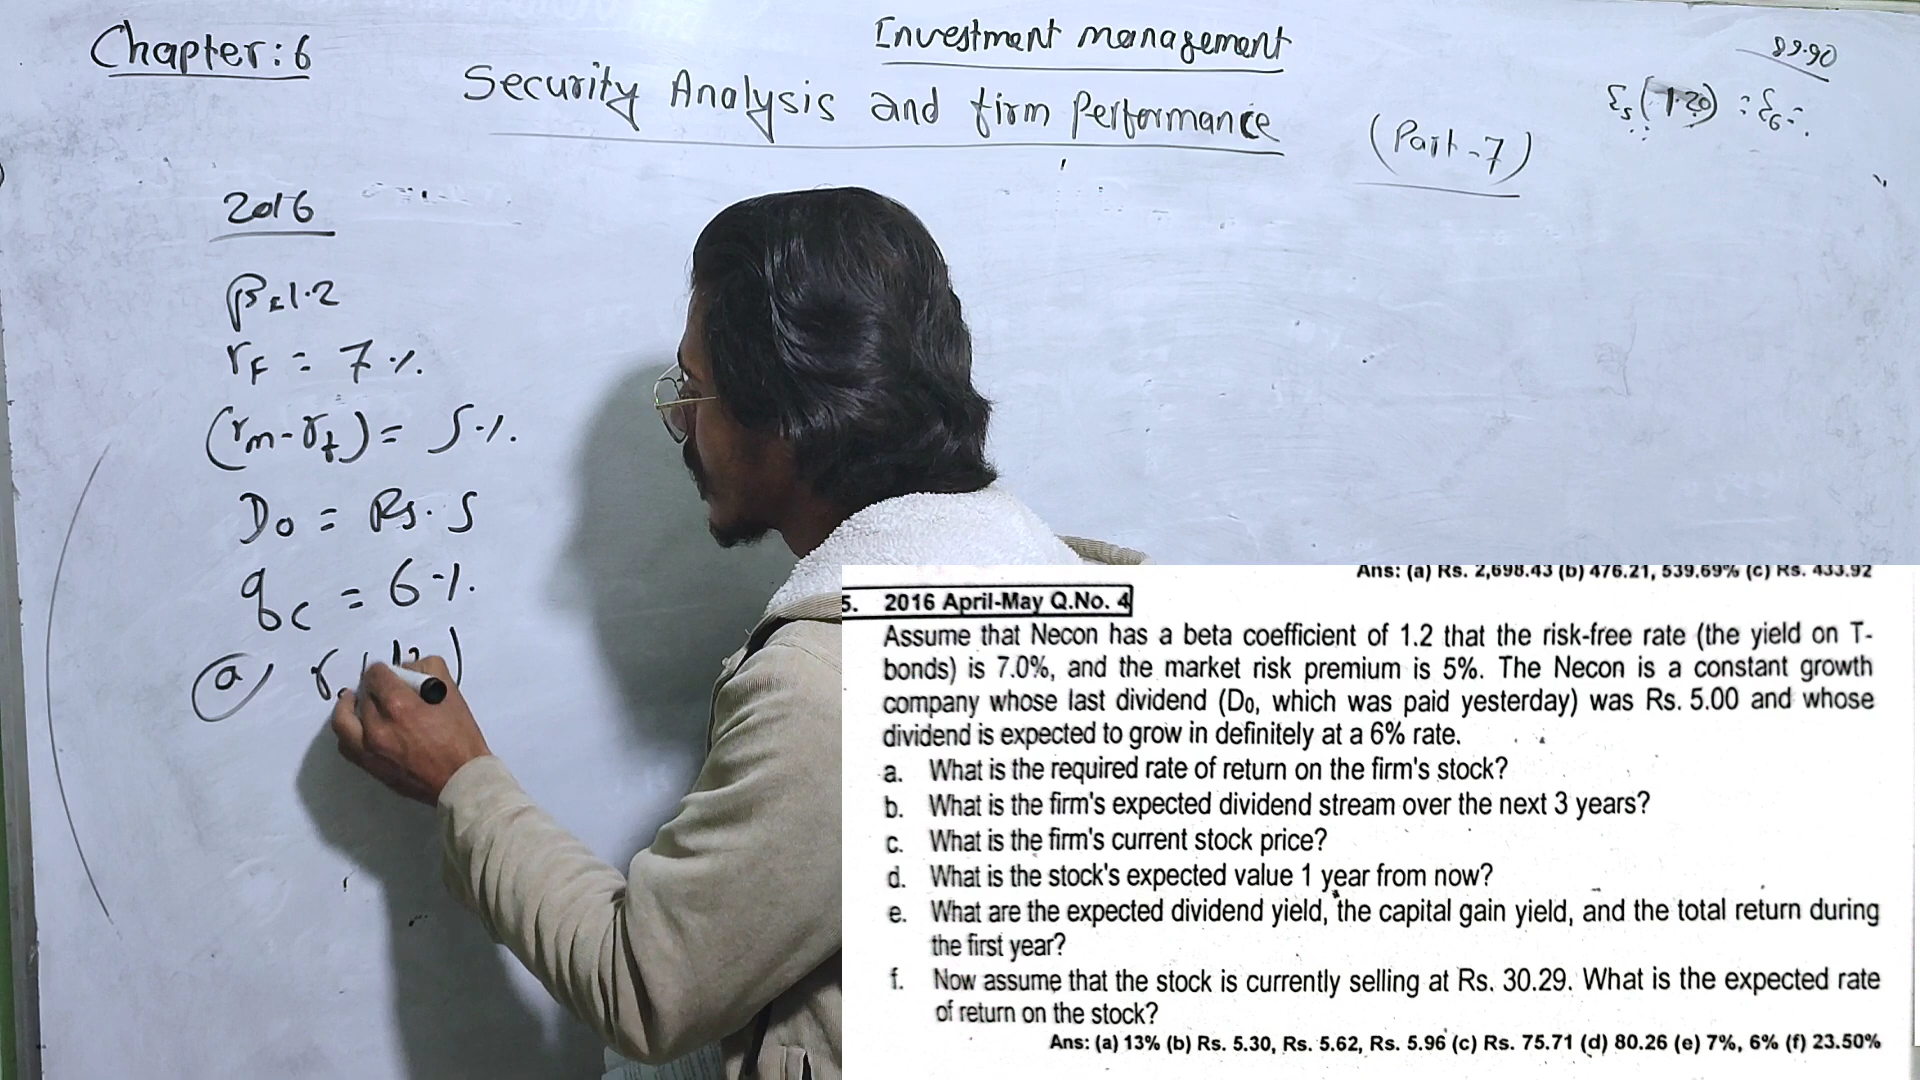 Chapter: 6
Investment management
Security Analysis and firm Performance
(Part-7)
89.90
2016
β = 1.2
rF = 7%.
(rm - rf) = 5%.
D0 = Rs. 5
gc = 6%.
(a)
Ans: (a) Rs. 2,698.43 (b) 476.21, 539.69% (c) Rs. 433.92
5. 2016 April-May Q.No. 4
Assume that Necon has a beta coefficient of 1.2 that the risk-free rate (the yield on T-
bonds) is 7.0%, and the market risk premium is 5%. The Necon is a constant growth
company whose last dividend (D0, which was paid yesterday) was Rs. 5.00 and whose
dividend is expected to grow in definitely at a 6% rate.
a. What is the required rate of return on the firm's stock?
b. What is the firm's expected dividend stream over the next 3 years?
c. What is the firm's current stock price?
d. What is the stock's expected value 1 year from now?
e. What are the expected dividend yield, the capital gain yield, and the total return during
the first year?
f. Now assume that the stock is currently selling at Rs. 30.29. What is the expected rate
of return on the stock?
Ans: (a) 13% (b) Rs. 5.30, Rs. 5.62, Rs. 5.96 (c) Rs. 75.71 (d) 80.26 (e) 7%, 6% (f) 23.50%